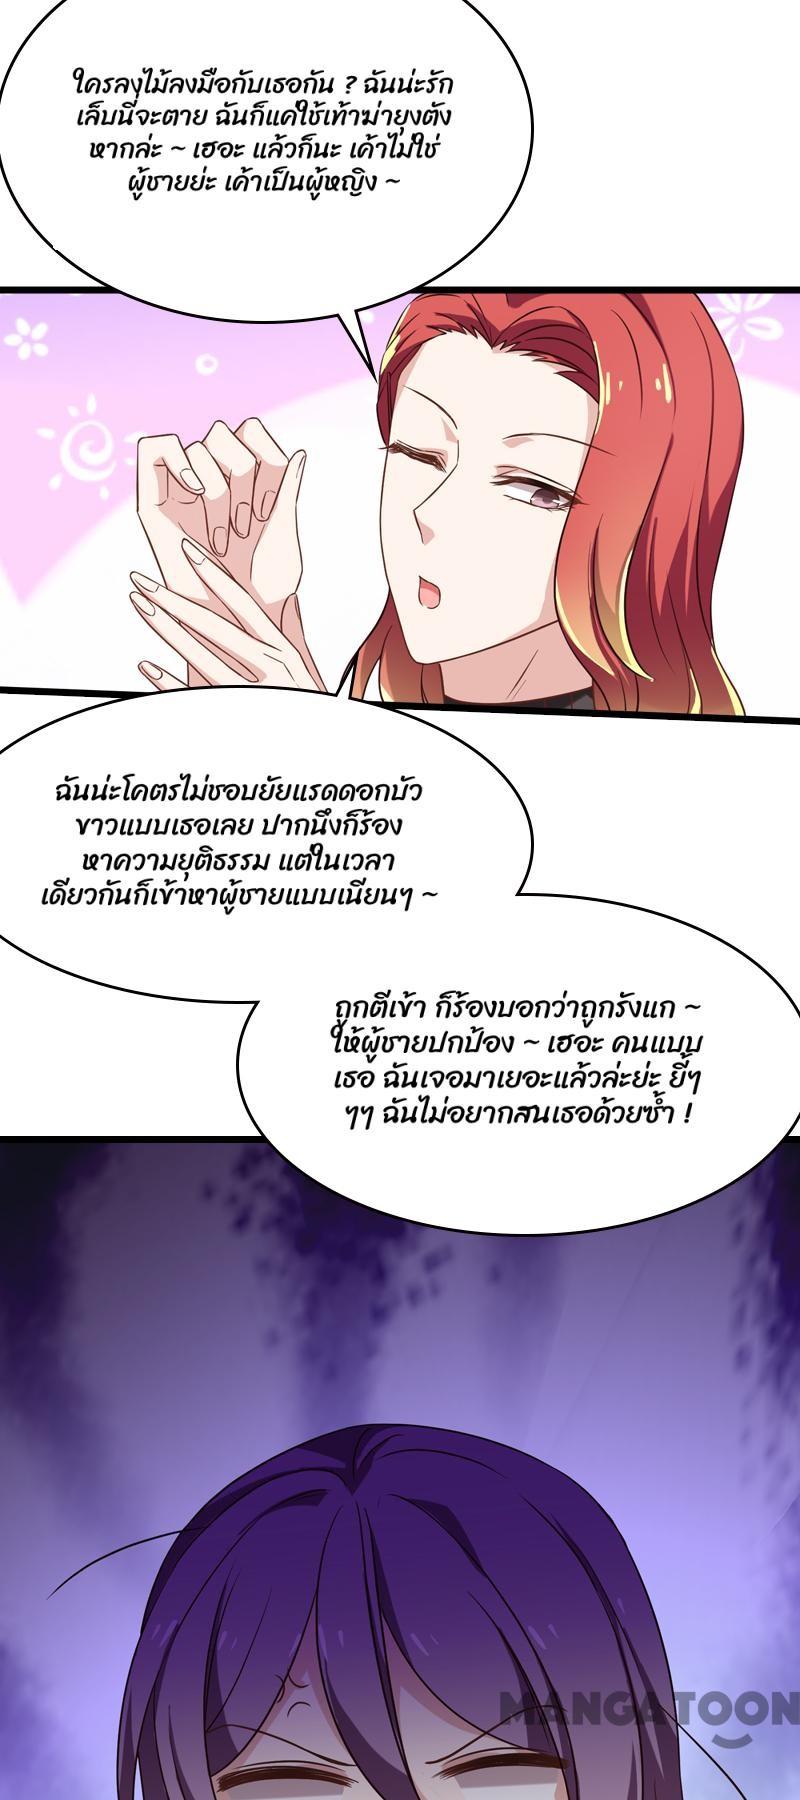 ใครลงไม้ลงมือกับเธอกัน ? ฉันน่ะรัก
เล็บนี่จะตาย ฉันก็แค่ใช้เท้าฆ่ายุงตัง
หากล่ะ ~ เฮอะ แล้วก็นะ เค้าไม่ใช่
ผู้ชายย่ะ เค้าเป็นผู้หญิง ~
ฉันน่ะโคตรไม่ชอบยัยแรดดอกบัว
ขาวแบบเธอเลย ปากนึงก็ร้อง
หาความยุติธรรม แต่ในเวลา
เดียวกันก็เข้าหาผู้ชายแบบเนียนๆ ~
ถูกตีเข้า ก็ร้องบอกว่าถูกรังแก ~
ให้ผู้ชายปกป้อง ~ เฮอะ คนแบบ
เธอ ฉันเจอมาเยอะแล้วล่ะย่ะ ยี้ๆ
ๆๆ ฉันไม่อยากสนเธอด้วยซ้ำ !
MANGATOON